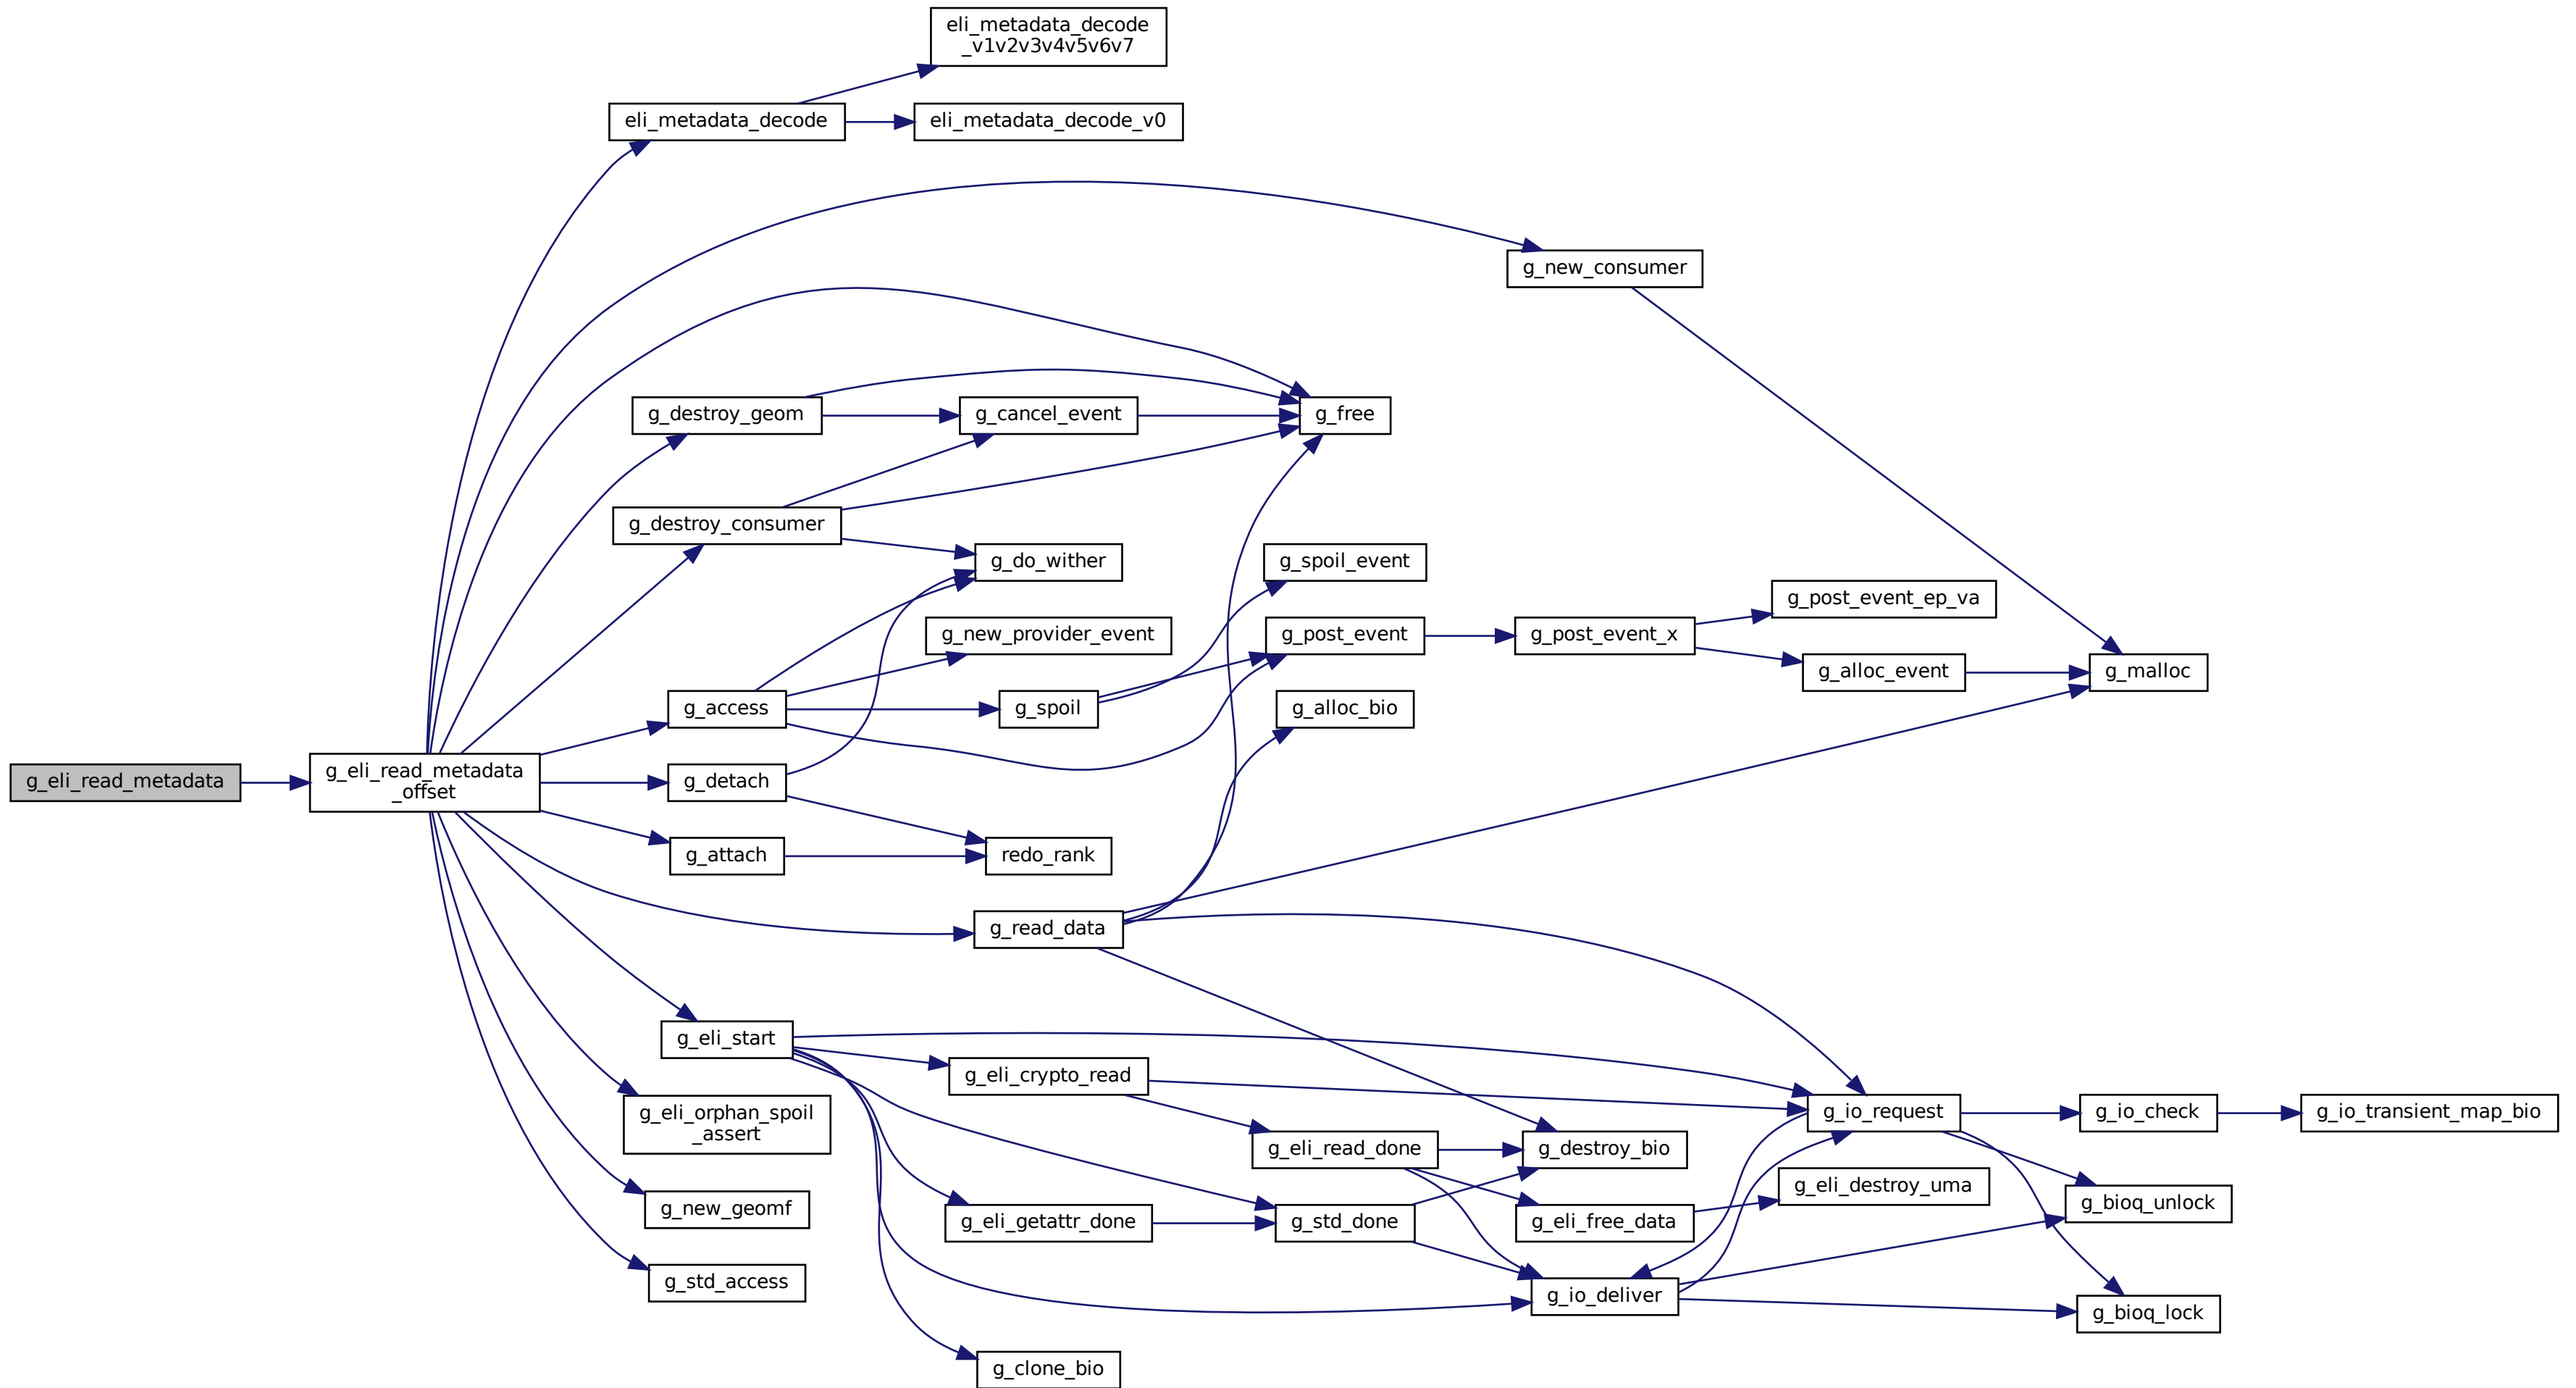 eli_metadata_decode
_v1v2v3v4v5v6v7
eli_metadata_decode
eli_metadata_decode_v0
g_new_consumer
g_destroy_geom
g_cancel_event
g_free
g_destroy_consumer
g_do_wither
g_spoil_event
g_post_event_ep_va
g_new_provider_event
g_post_event
g_post_event_x
g_alloc_event
g_malloc
g_access
g_spoil
g_alloc_bio
g_eli_read_metadata
g_eli_read_metadata
_offset
g_detach
g_attach
redo_rank
g_read_data
g_eli_start
g_eli_crypto_read
g_eli_orphan_spoil
_assert
g_io_request
g_io_check
g_io_transient_map_bio
g_eli_read_done
g_destroy_bio
g_eli_destroy_uma
g_new_geomf
g_eli_getattr_done
g_std_done
g_eli_free_data
g_bioq_unlock
g_std_access
g_io_deliver
g_bioq_lock
g_clone_bio